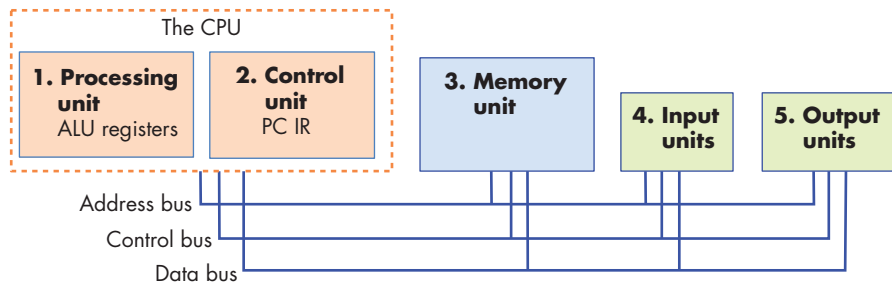 The CPU
1. Processing
unit
ALU registers
2. Control
unit
PC IR
3. Memory
unit
4. Input
units
5. Output
units
Address bus
Control bus
Data bus